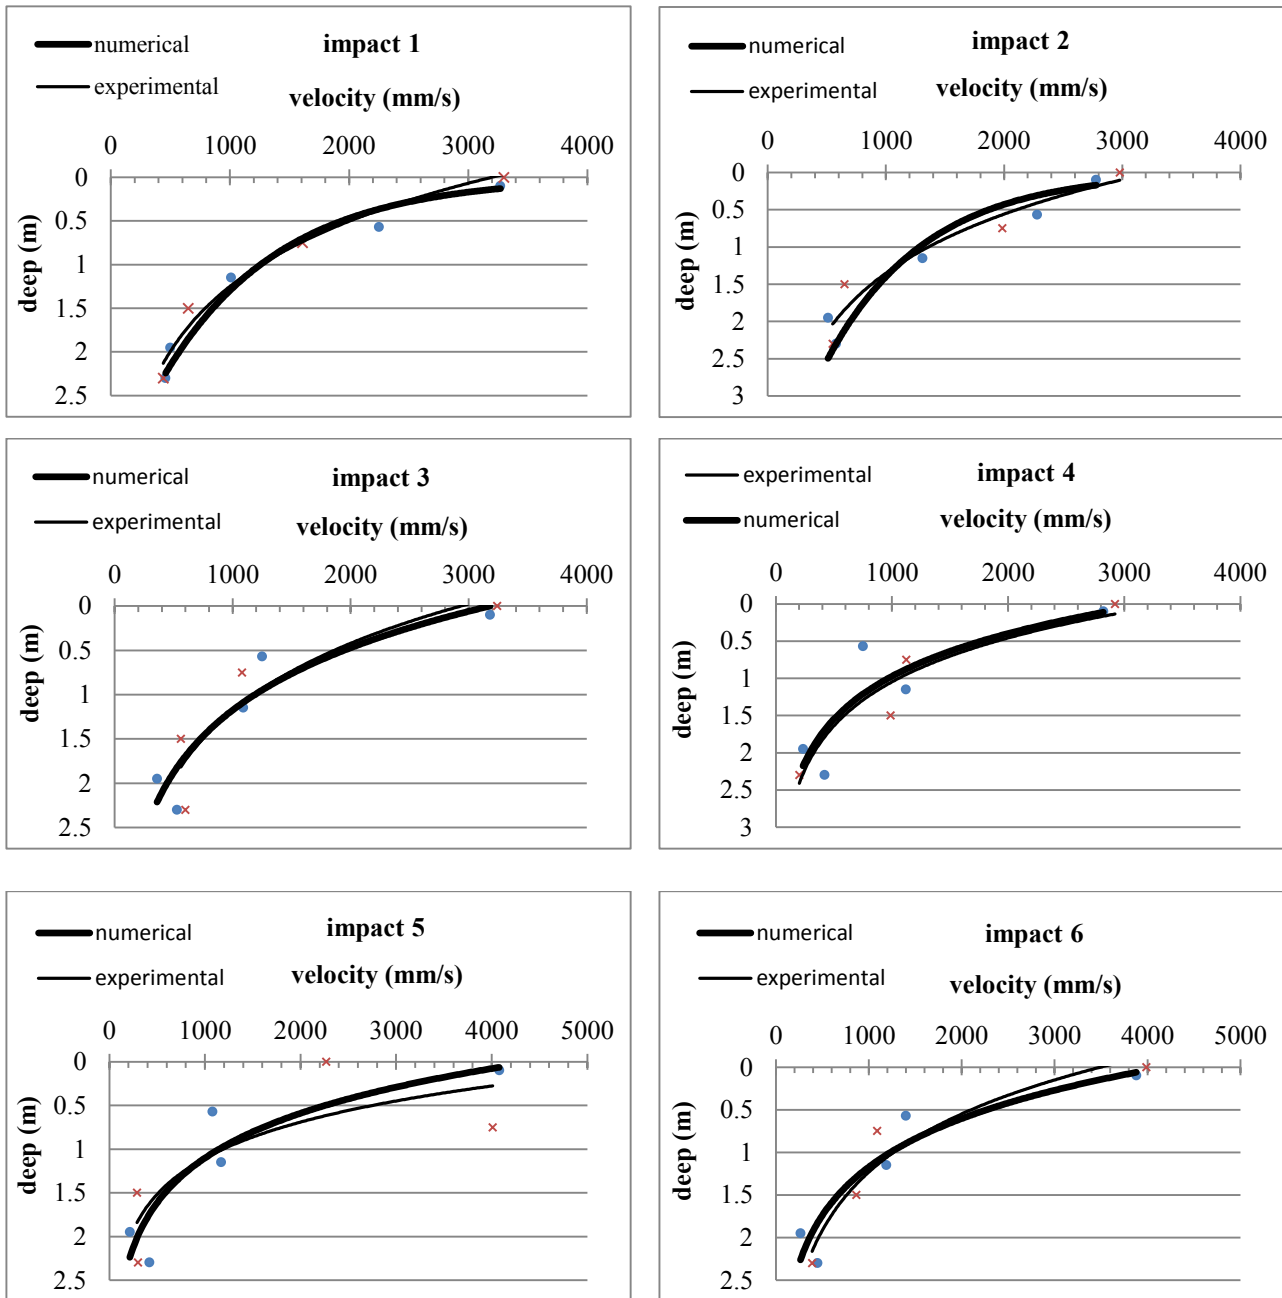 numerical
impact 1
experimental
velocity (mm/s)
0 1000 2000 3000 4000
0
0.5
1
1.5
2
2.5
deep (m)
numerical
impact 2
experimental
velocity (mm/s)
0 1000 2000 3000 4000
0
0.5
1
1.5
2
2.5
3
deep (m)
numerical
impact 3
experimental
velocity (mm/s)
0 1000 2000 3000 4000
0
0.5
1
1.5
2
2.5
deep (m)
experimental
impact 4
numerical
velocity (mm/s)
0 1000 2000 3000 4000
0
0.5
1
1.5
2
2.5
3
deep (m)
numerical
impact 5
experimental
velocity (mm/s)
0 1000 2000 3000 4000 5000
0
0.5
1
1.5
2
2.5
deep (m)
numerical
impact 6
experimental
velocity (mm/s)
0 1000 2000 3000 4000 5000
0
0.5
1
1.5
2
2.5
deep (m)